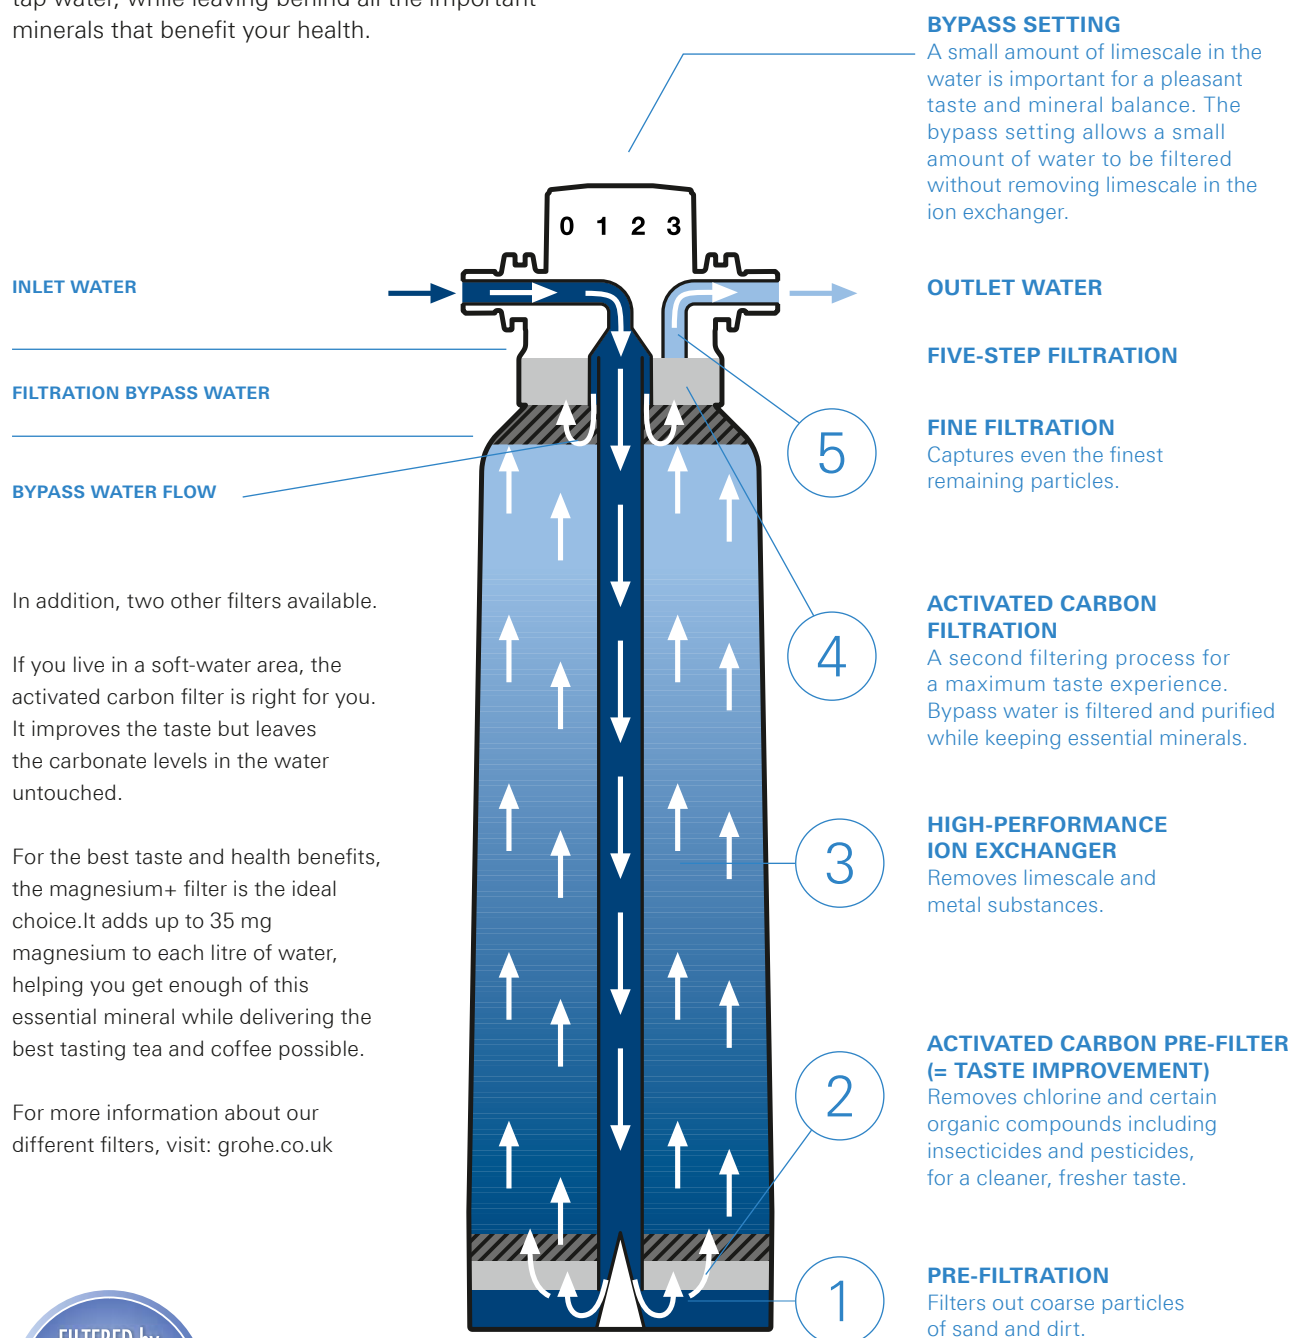 tap water, while leaving behind all the important
minerals that benefit your health.
BYPASS SETTING
A small amount of limescale in the
water is important for a pleasant
taste and mineral balance. The
bypass setting allows a small
amount of water to be filtered
without removing limescale in the
ion exchanger.
0 1 2 3
INLET WATER
OUTLET WATER
FIVE-STEP FILTRATION
FILTRATION BYPASS WATER
BYPASS WATER FLOW
5
FINE FILTRATION
Captures even the finest
remaining particles.
In addition, two other filters available.
If you live in a soft-water area, the
activated carbon filter is right for you.
It improves the taste but leaves
the carbonate levels in the water
untouched.
For the best taste and health benefits,
the magnesium+ filter is the ideal
choice.It adds up to 35 mg
magnesium to each litre of water,
helping you get enough of this
essential mineral while delivering the
best tasting tea and coffee possible.
For more information about our
different filters, visit: grohe.co.uk
4
ACTIVATED CARBON
FILTRATION
A second filtering process for
a maximum taste experience.
Bypass water is filtered and purified
while keeping essential minerals.
3
HIGH-PERFORMANCE
ION EXCHANGER
Removes limescale and
metal substances.
2
ACTIVATED CARBON PRE-FILTER
(= TASTE IMPROVEMENT)
Removes chlorine and certain
organic compounds including
insecticides and pesticides,
for a cleaner, fresher taste.
1
PRE-FILTRATION
Filters out coarse particles
of sand and dirt.
FILTERED by